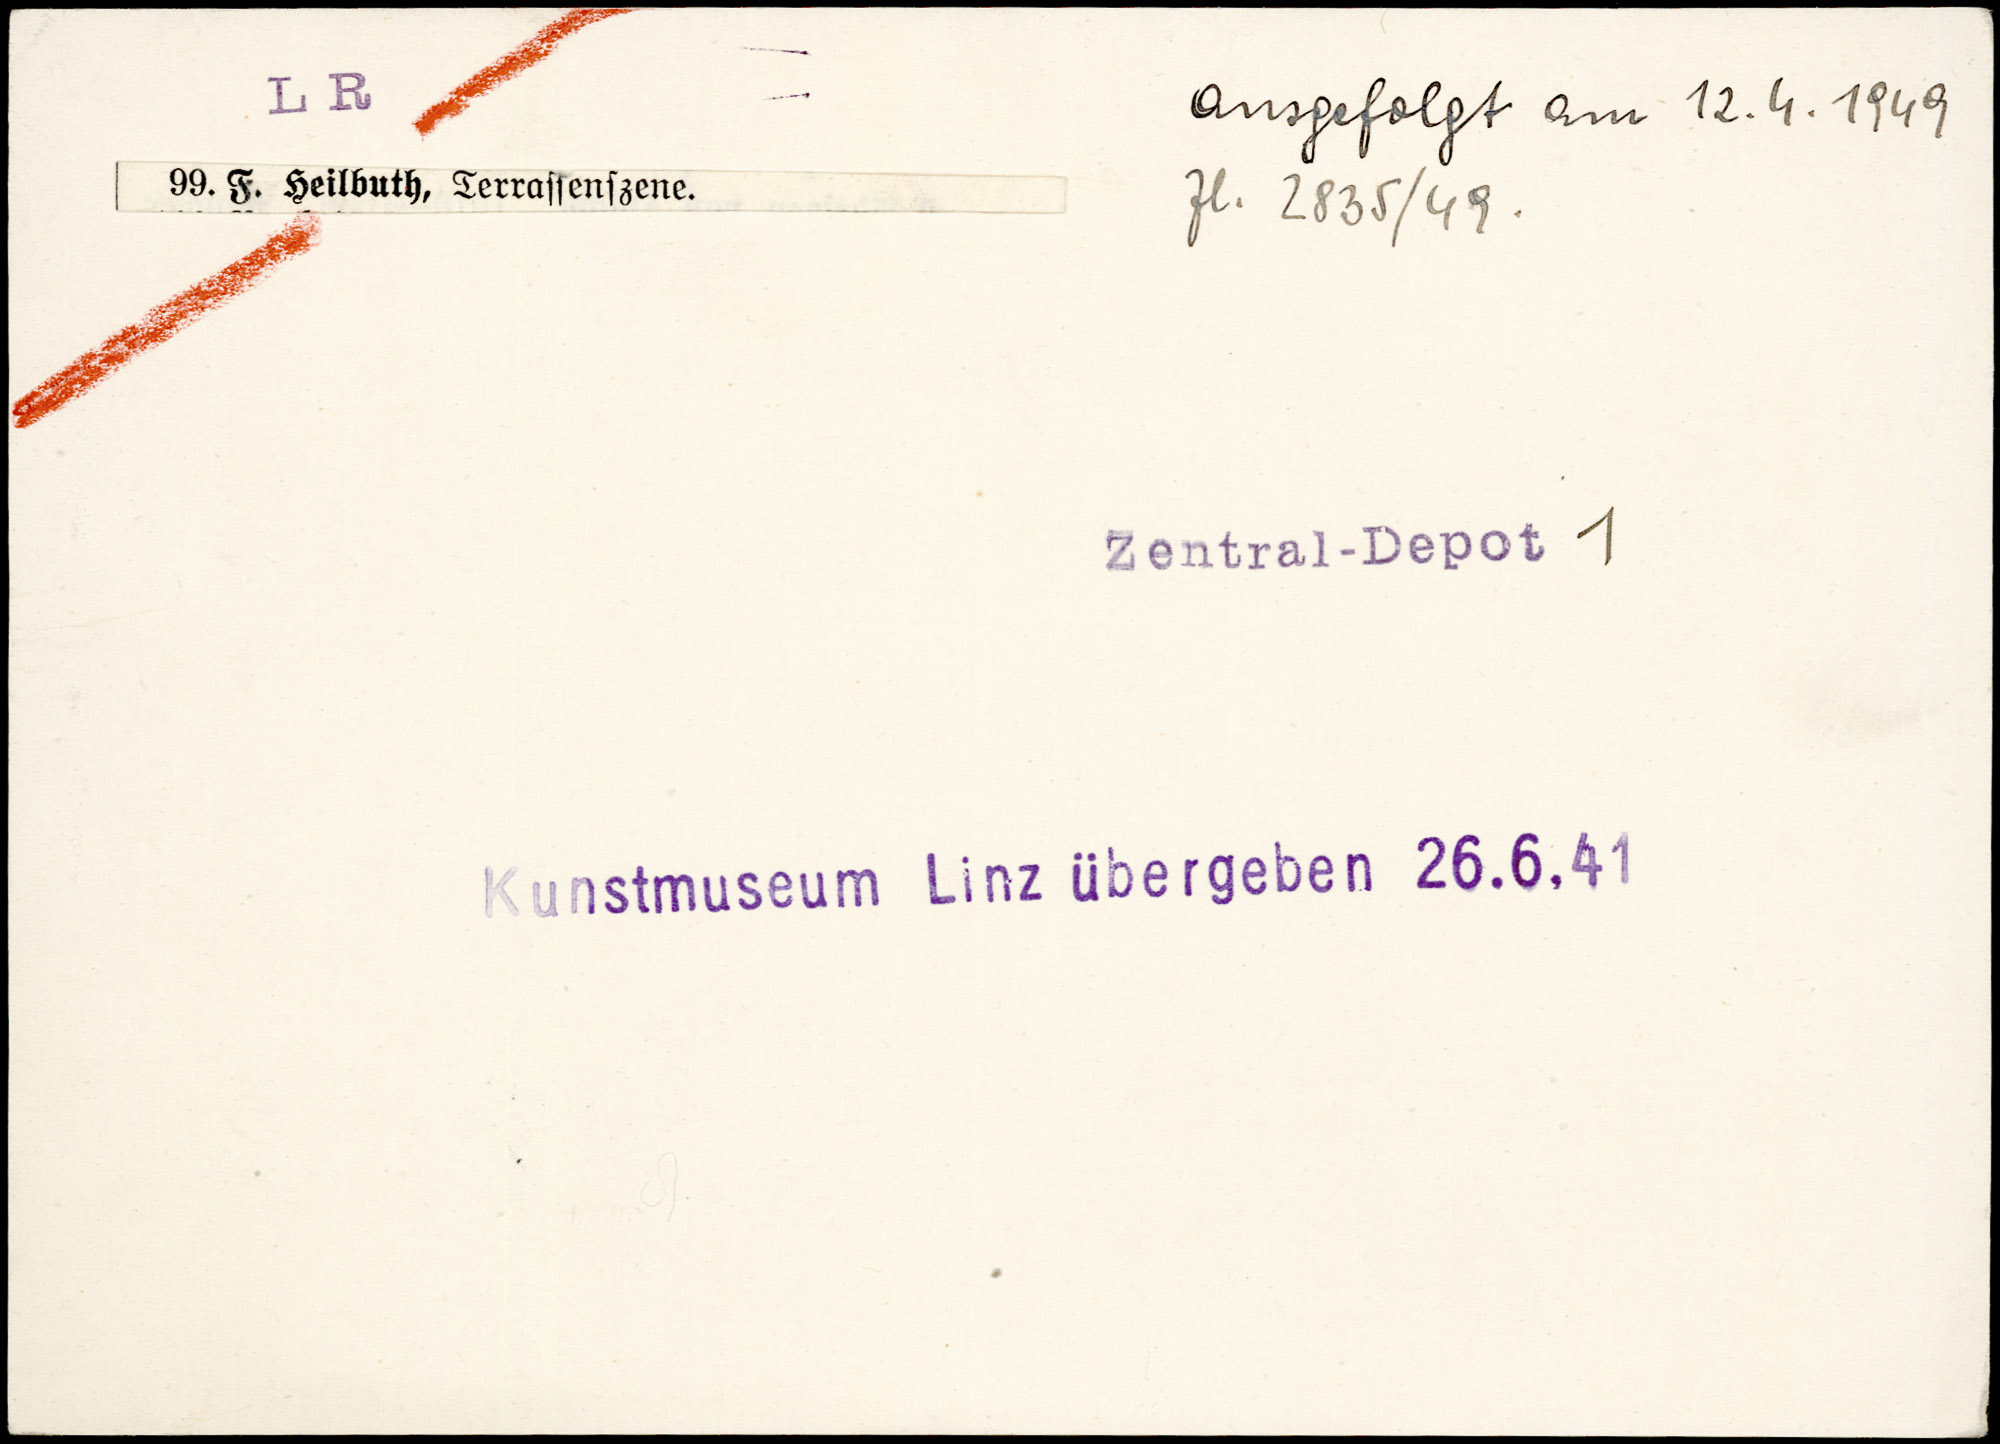 L R
ausgefolgt am 12.4.1949
Zl. 2835/49.
99. F. Heilbuth, Terraſſenſzene.
Zentral-Depot 1
Kunstmuseum Linz übergeben 26.6.41